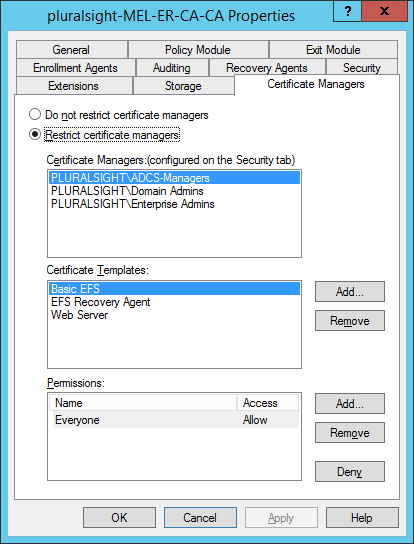 pluralsight-MEL-ER-CA-CA Properties
?
General Policy Module Exit Module
Enrollment Agents Auditing Recovery Agents Security
Extensions Storage Certificate Managers
Do not restrict certificate managers
Restrict certificate managers
Certificate Managers:(configured on the Security tab)
PLURALSIGHT\ADCS-Managers
PLURALSIGHT\Domain Admins
PLURALSIGHT\Enterprise Admins
Certificate Templates:
Basic EFS
EFS Recovery Agent
Web Server
Add...
Remove
Permissions:
Name Access
Everyone Allow
Add...
Remove
Deny
OK Cancel Apply Help